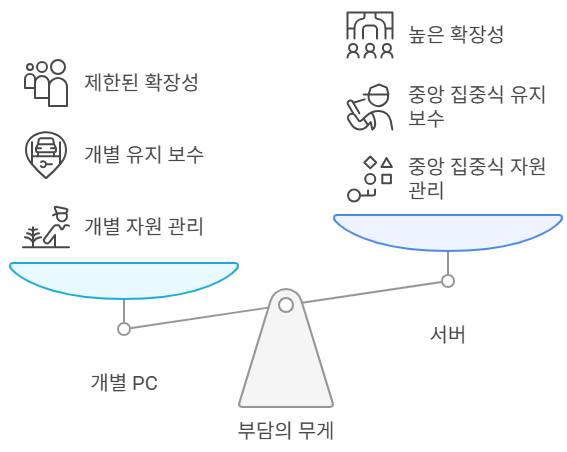 제한된 확장성
개별 유지 보수
개별 자원 관리
개별 PC
높은 확장성
중앙 집중식 유지
보수
중앙 집중식 자원
관리
서버
부담의 무게